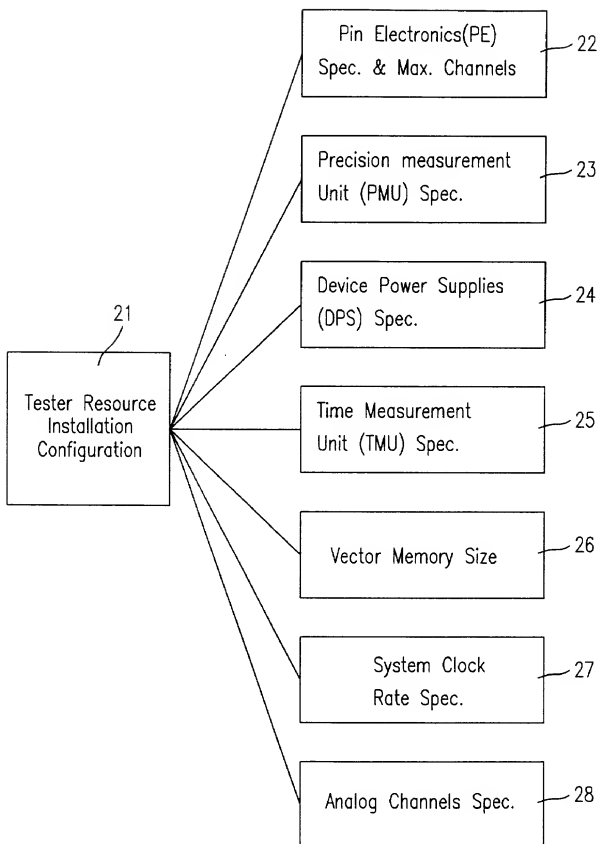 Pin Electronics(PE)
Spec. & Max. Channels
22
Precision measurement
Unit (PMU) Spec.
23
Device Power Supplies
(DPS) Spec.
24
21
Tester Resource
Installation
Configuration
Time Measurement
Unit (TMU) Spec.
25
Vector Memory Size
26
System Clock
Rate Spec.
27
Analog Channels Spec.
28